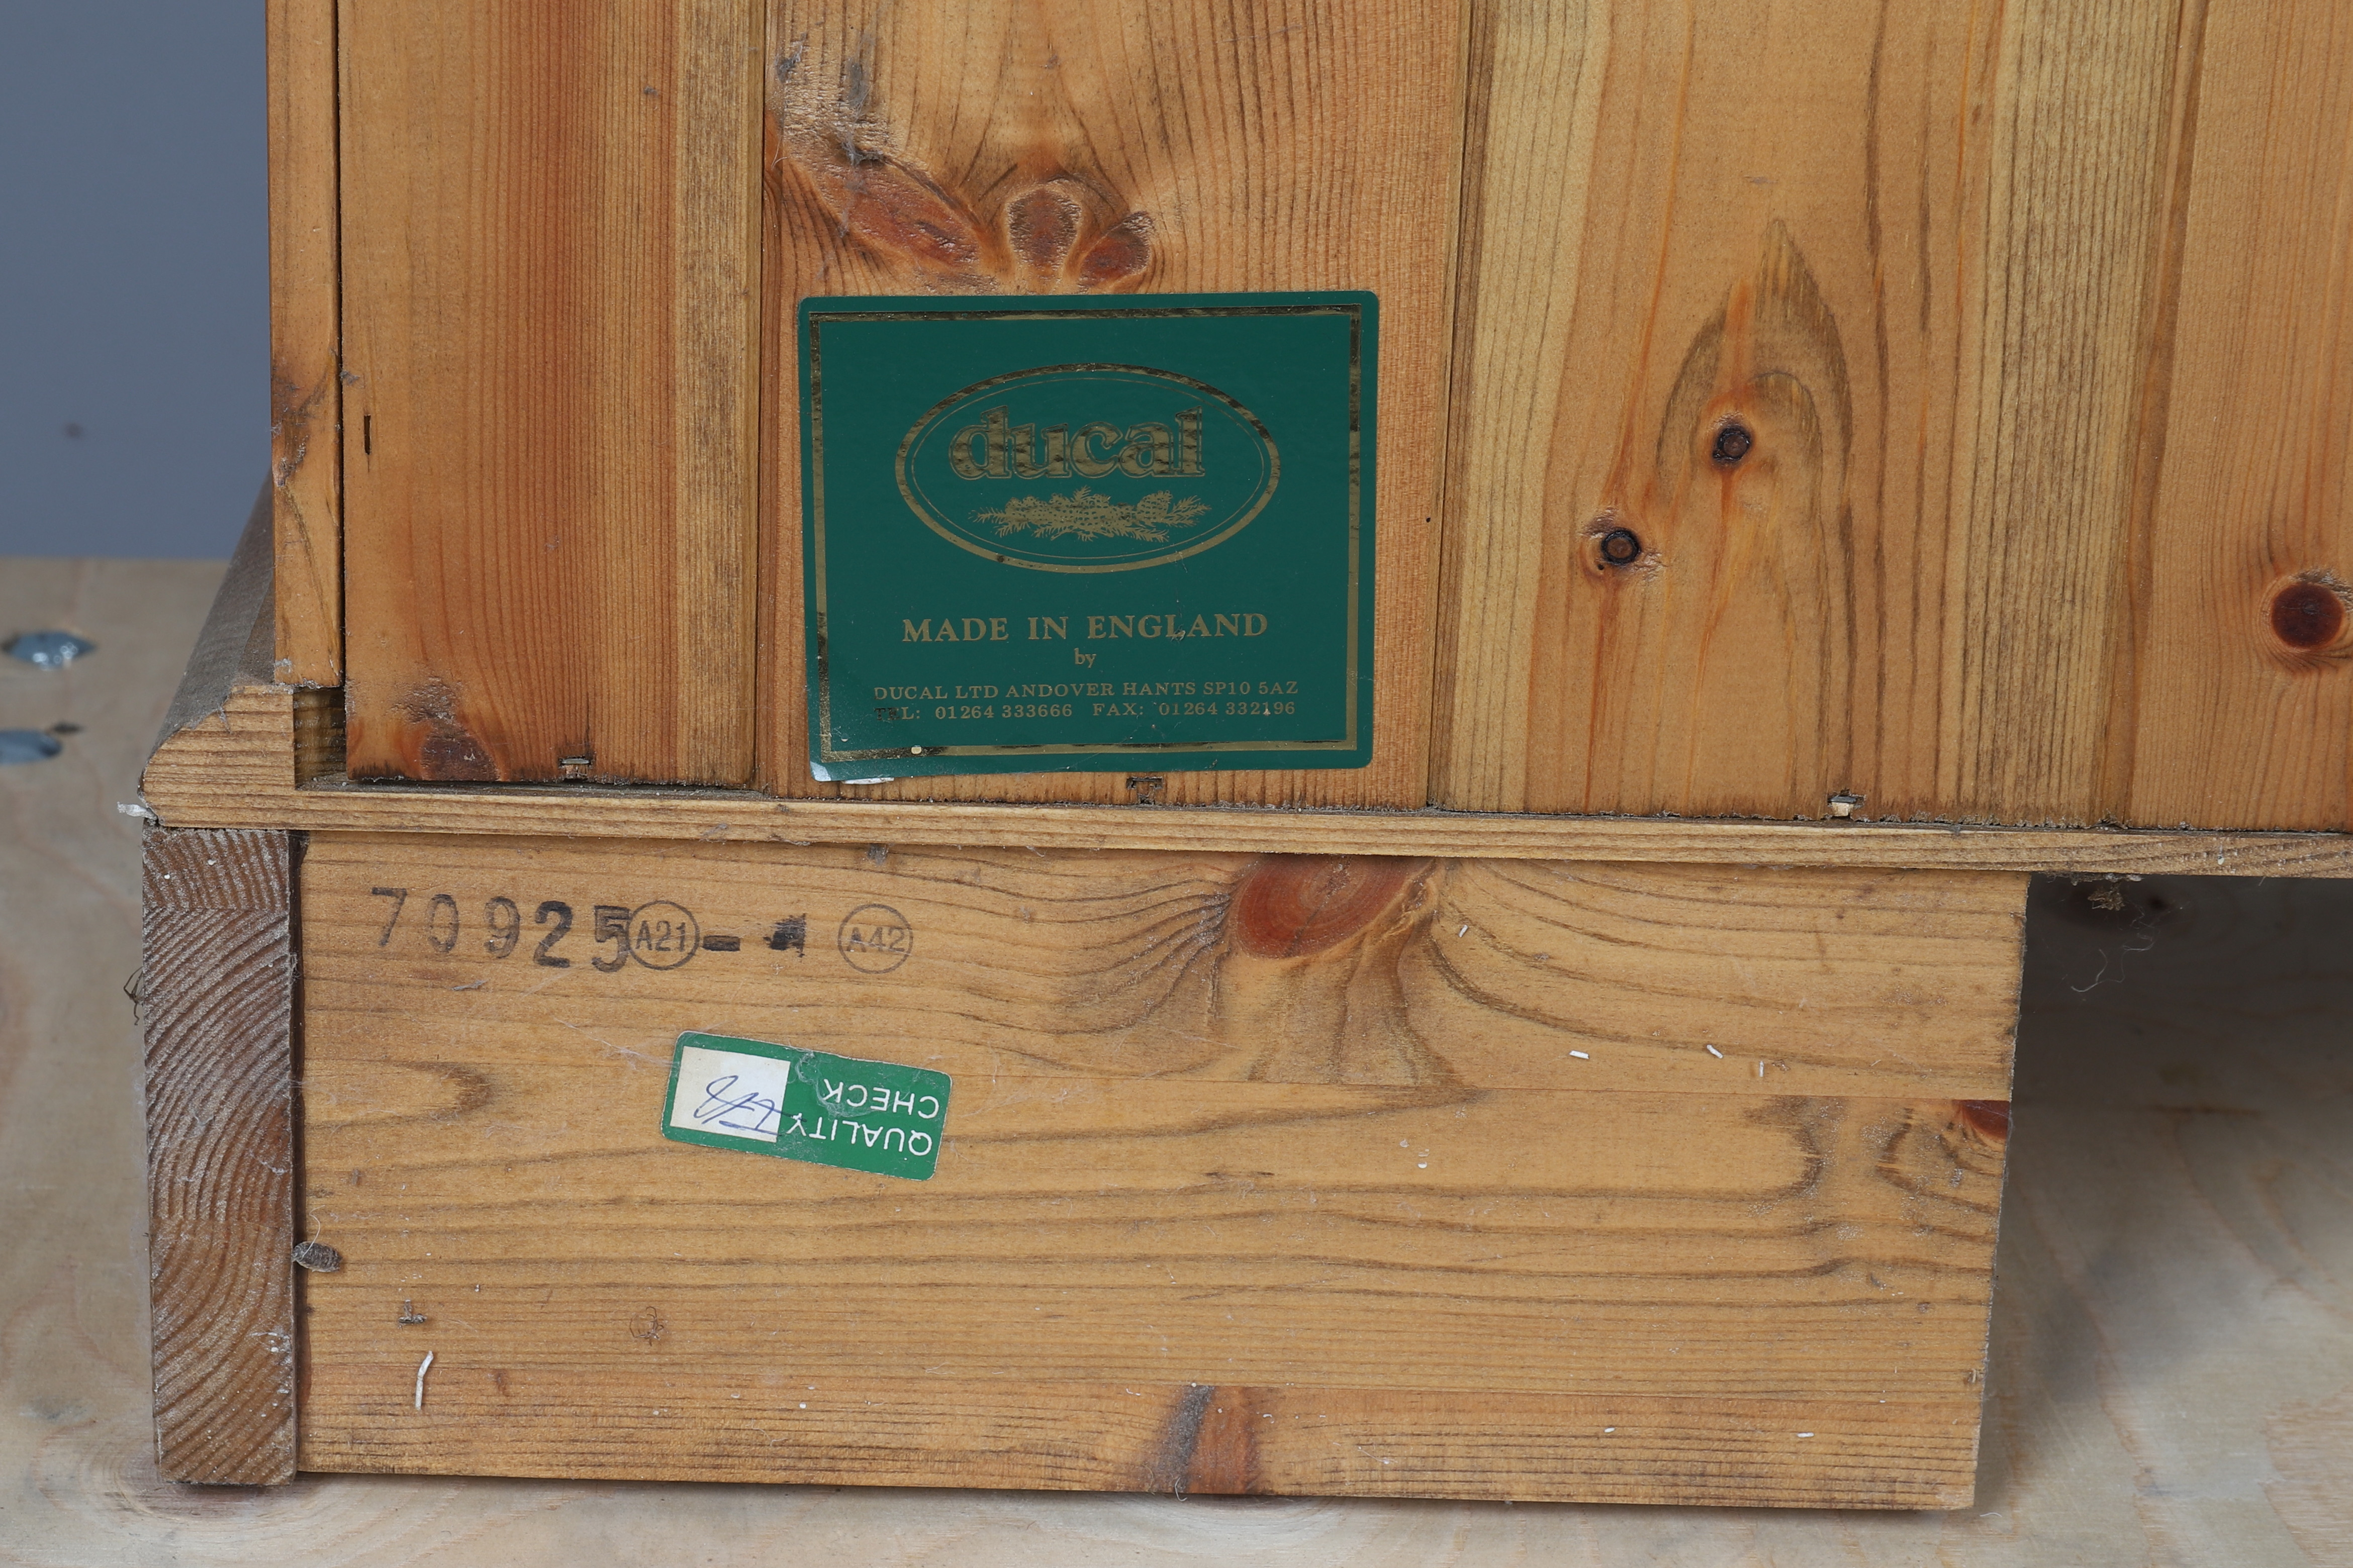 ducal
MADE IN ENGLAND
by
DUCAL LTD ANDOVER HANTS SP10 5AZ
TEL: 01264 333666 FAX: 01264 332196
70925 A21 - A42
QUALITY
CHECK